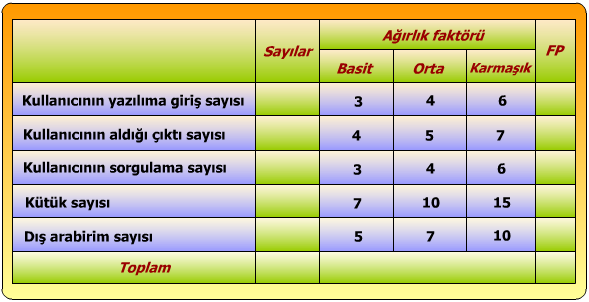 Sayılar Ağırlık faktörü FP
Basit Orta Karmaşık
Kullanıcının yazılıma giriş sayısı 3 4 6
Kullanıcının aldığı çıktı sayısı 4 5 7
Kullanıcının sorgulama sayısı 3 4 6
Kütük sayısı 7 10 15
Dış arabirim sayısı 5 7 10
Toplam